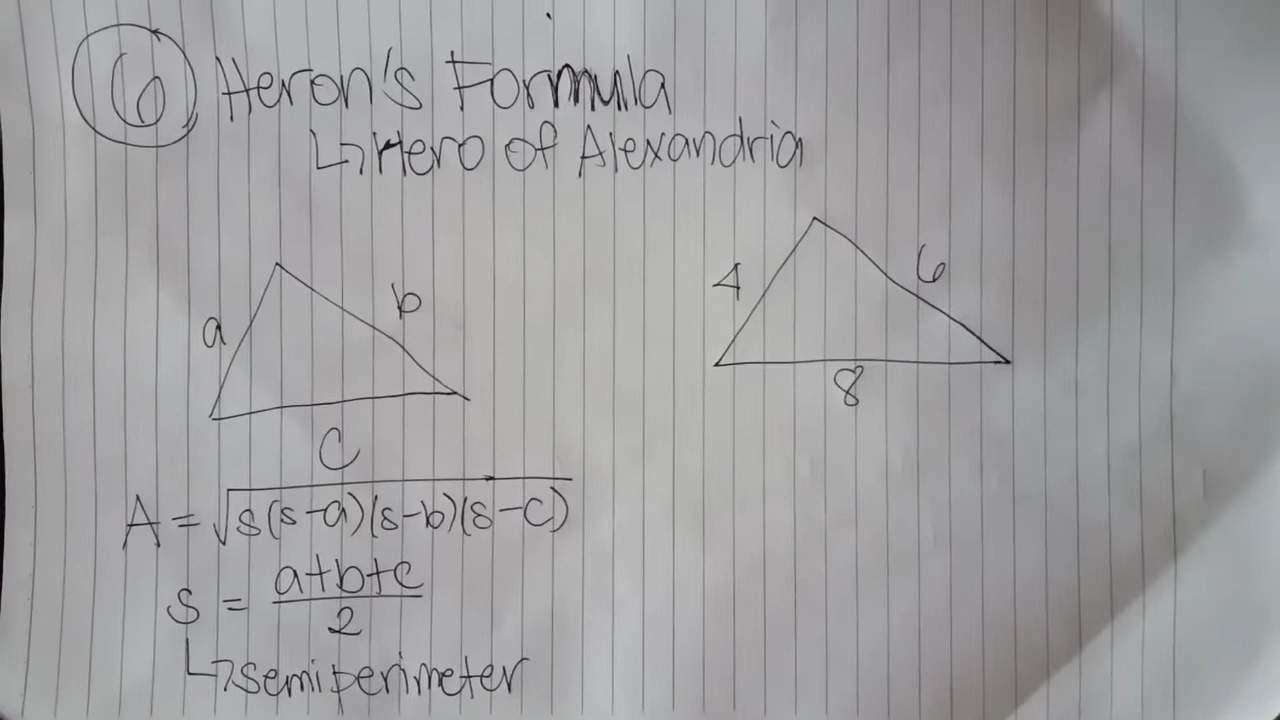 6 Heron's Formula
↳Hero of Alexandria
a
b
c
4
6
8
A = √s(s-a)(s-b)(s-c)
s = a+b+c
2
↳semiperimeter